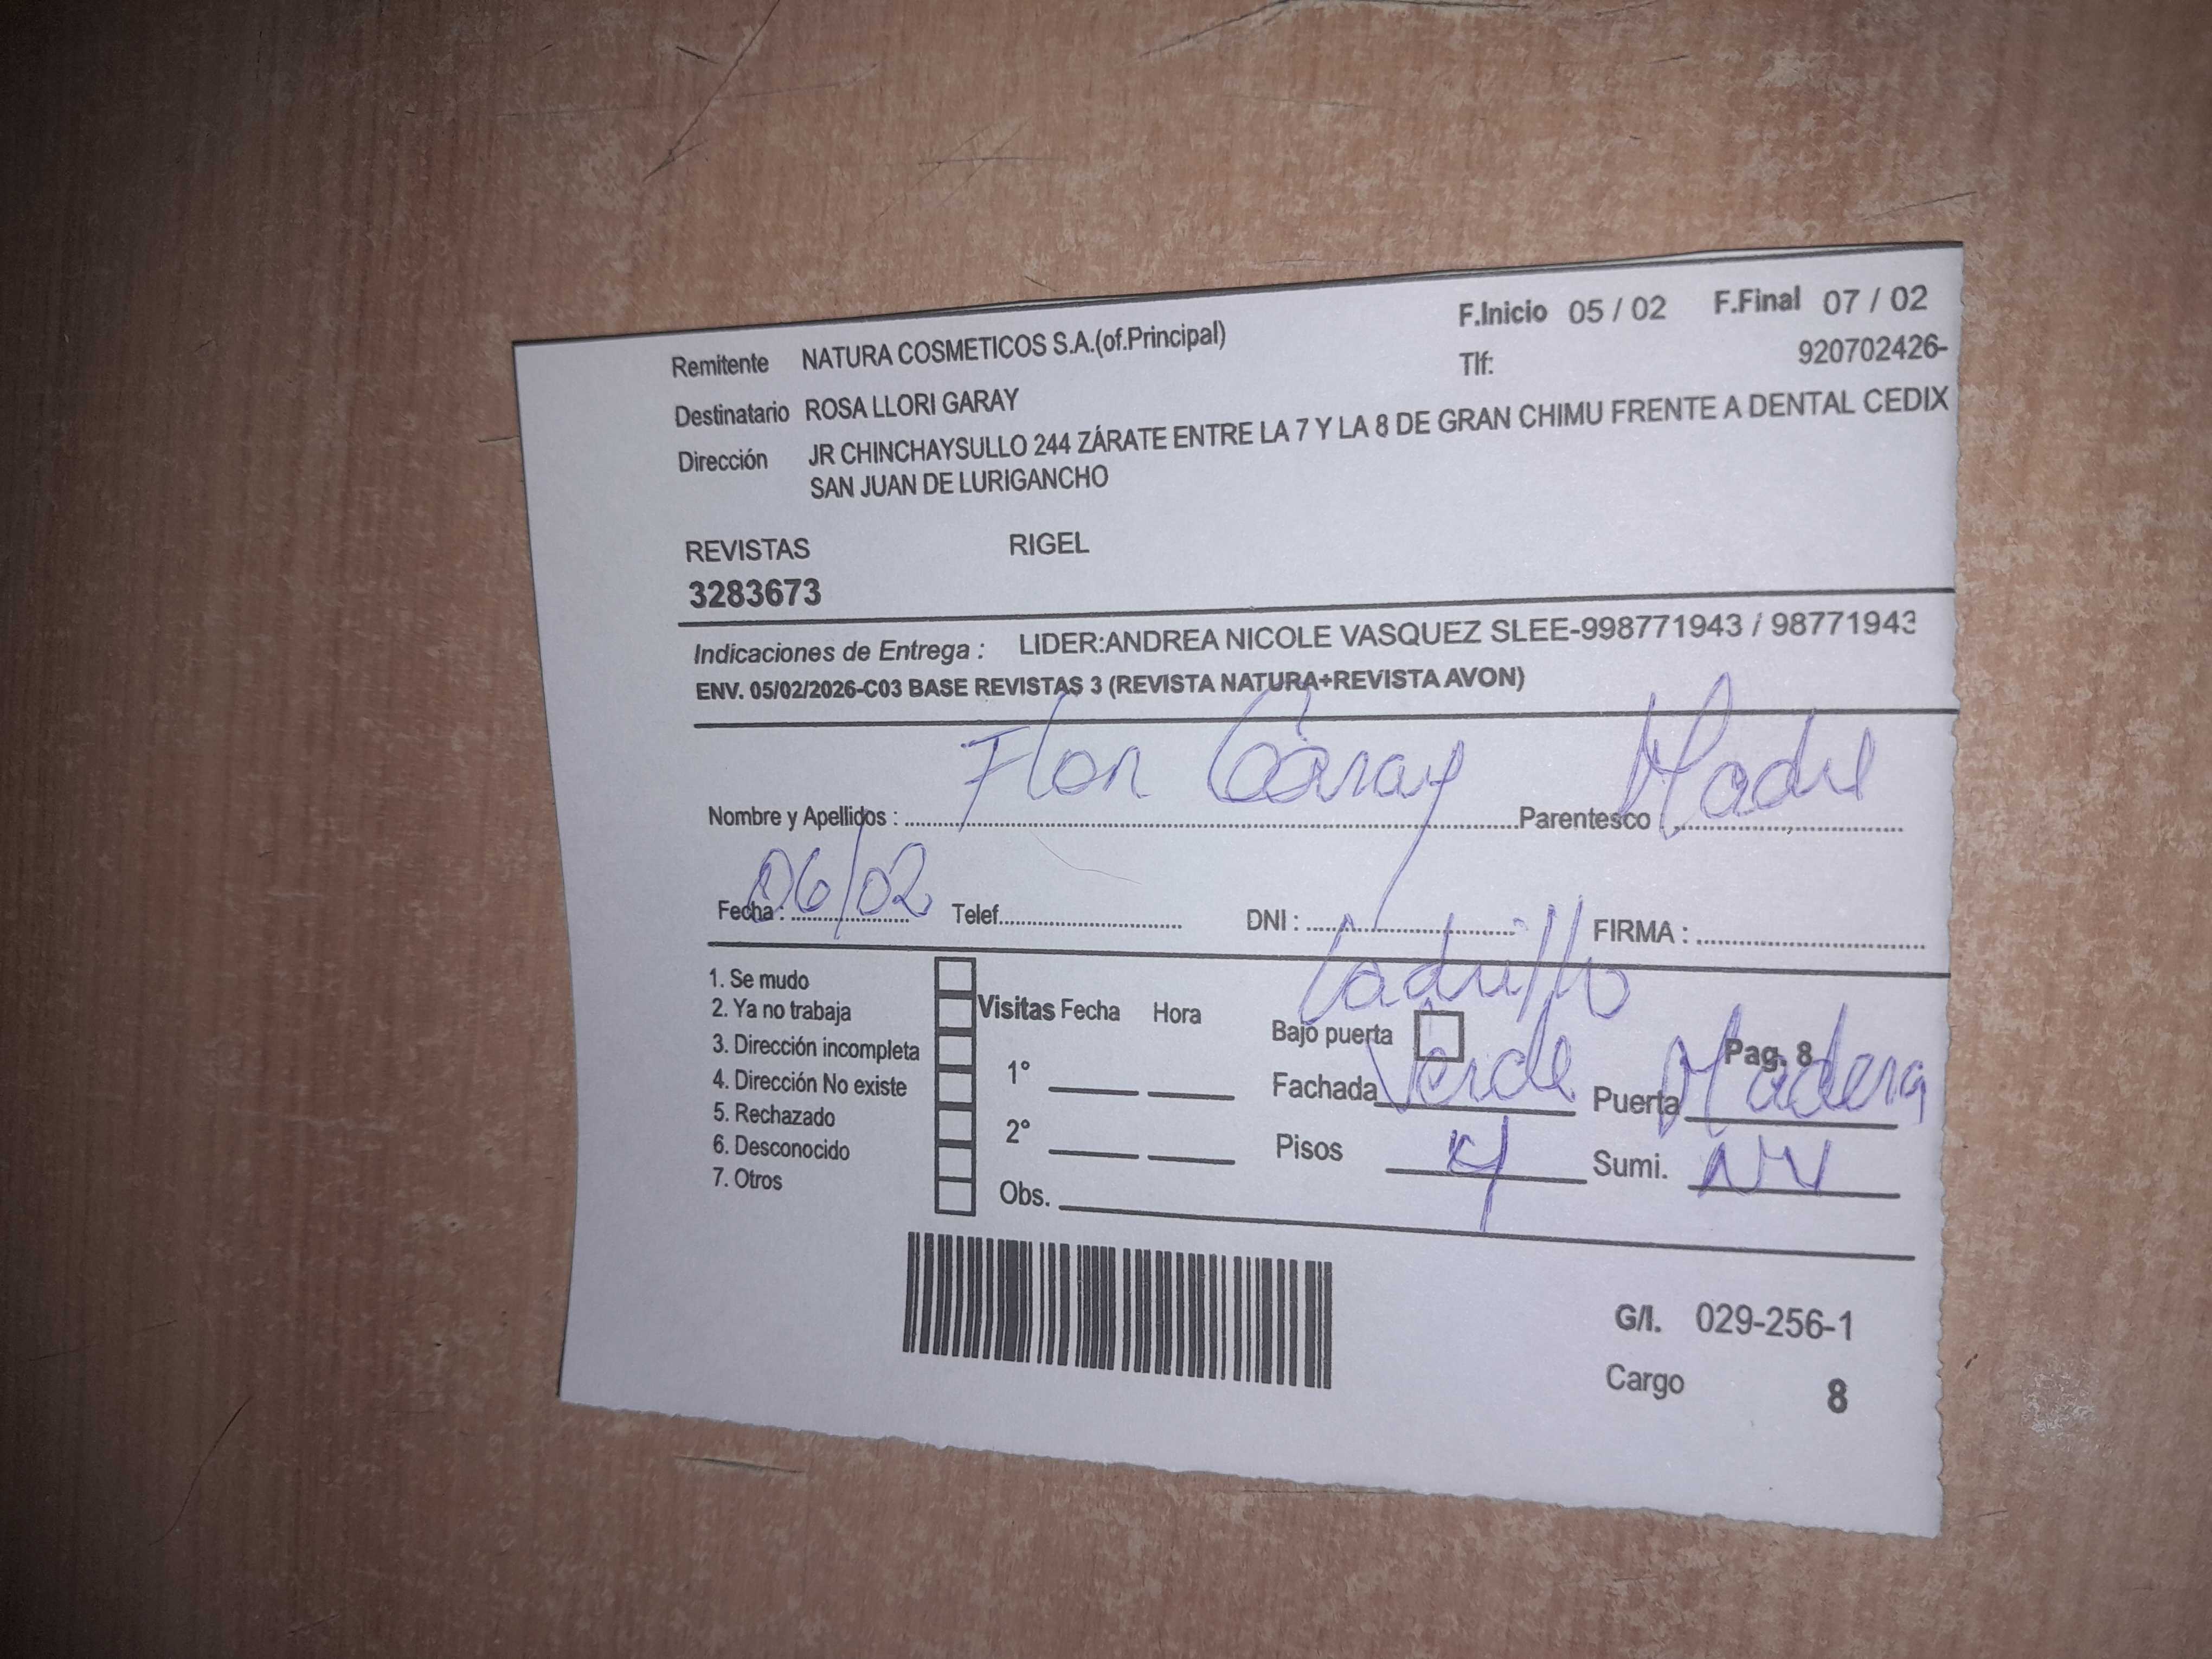 Remitente NATURA COSMETICOS S.A.(of.Principal) F.Inicio 05 / 02 F.Final 07 / 02
Tlf: 920702426-
Destinatario ROSA LLORI GARAY
Dirección JR CHINCHAYSULLO 244 ZÁRATE ENTRE LA 7 Y LA 8 DE GRAN CHIMU FRENTE A DENTAL CEDIX
SAN JUAN DE LURIGANCHO
REVISTAS RIGEL
3283673
Indicaciones de Entrega : LIDER:ANDREA NICOLE VASQUEZ SLEE-998771943 / 98771943
ENV. 05/02/2026-C03 BASE REVISTAS 3 (REVISTA NATURA+REVISTA AVON)
Nombre y Apellidos : Flor Garay Parentesco Madre
Fecha : 06/02 Telef. DNI : FIRMA :
Ladrillo
1. Se mudo
2. Ya no trabaja
3. Dirección incompleta
4. Dirección No existe
5. Rechazado
6. Desconocido
7. Otros
Visitas Fecha Hora
1°
2°
Obs.
Bajo puerta Pag. 8
Fachada Verde Puerta Madera
Pisos 4 Sumi. NV
G/I. 029-256-1
Cargo 8